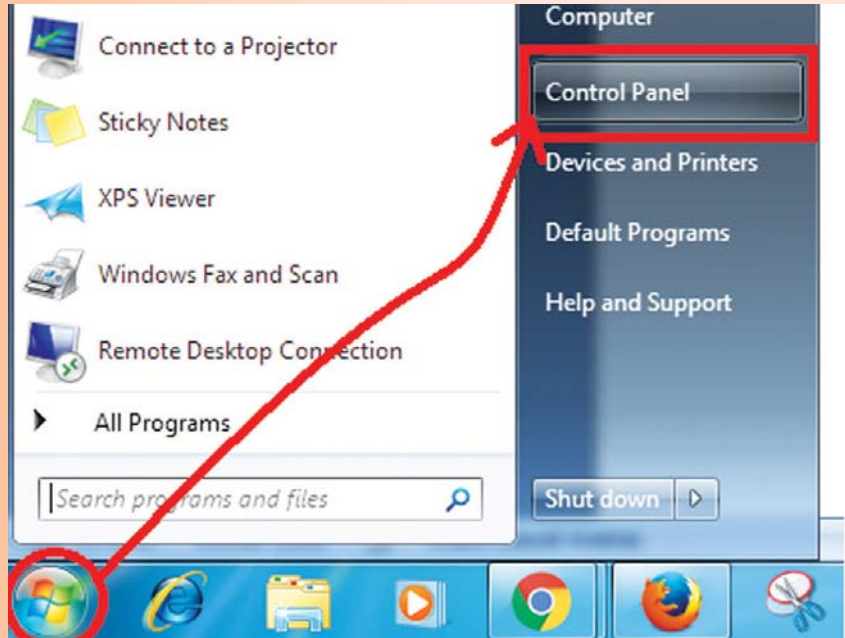 Connect to a Projector
Sticky Notes
XPS Viewer
Windows Fax and Scan
Remote Desktop Connection
All Programs
Search programs and files
Computer
Control Panel
Devices and Printers
Default Programs
Help and Support
Shut down